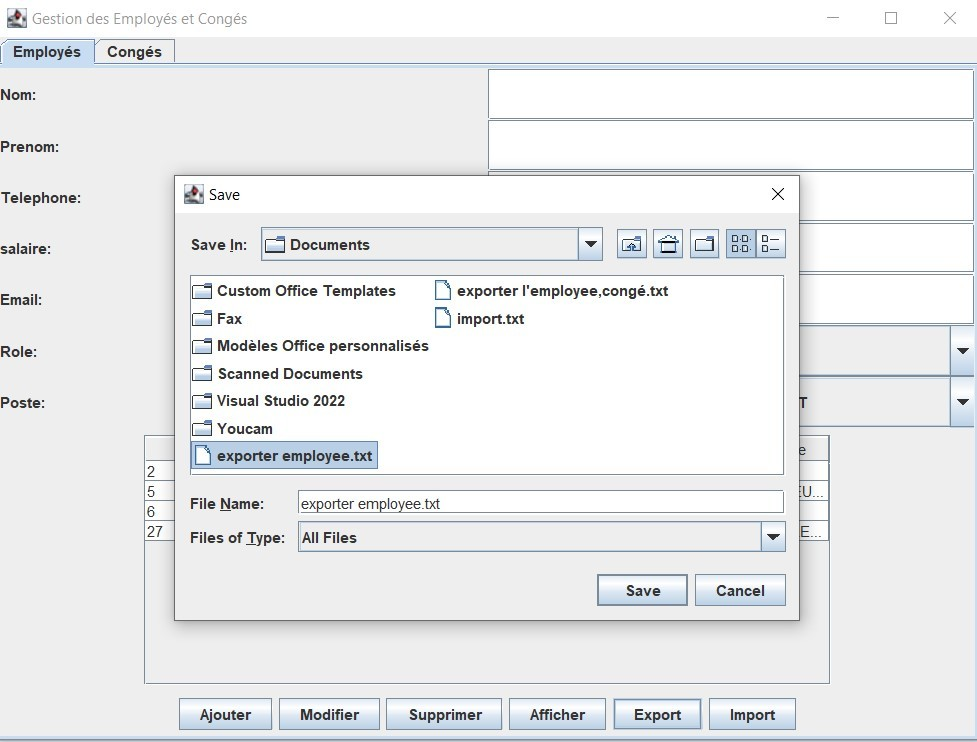 Gestion des Employés et Congés
Employés Congés
Nom:
Prenom:
Telephone:
salaire:
Email:
Role:
Poste:
Save
Save In: Documents
Custom Office Templates
Fax
Modèles Office personnalisés
Scanned Documents
Visual Studio 2022
Youcam
exporter employee.txt
exporter l'employee,congé.txt
import.txt
File Name: exporter employee.txt
Files of Type: All Files
Save Cancel
2
5
6
27
Ajouter Modifier Supprimer Afficher Export Import